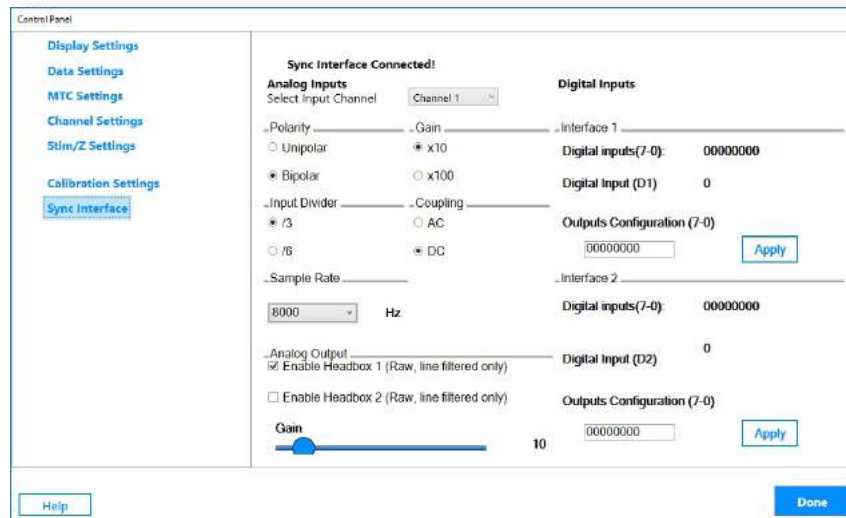 Control Panel
Display Settings
Data Settings
MTC Settings
Channel Settings
Stim/Z Settings
Calibration Settings
Sync Interface
Sync Interface Connected!
Analog Inputs
Select Input Channel
Channel 1
Polarity
Unipolar
Bipolar
Gain
x10
x100
Input Divider
/3
/6
Coupling
AC
DC
Sample Rate
8000
Hz
Analog Output
Enable Headbox 1 (Raw, line filtered only)
Enable Headbox 2 (Raw, line filtered only)
Gain
10
Digital Inputs
Interface 1
Digital inputs(7-0): 00000000
Digital Input (D1) 0
Outputs Configuration (7-0)
00000000
Apply
Interface 2
Digital inputs(7-0): 00000000
Digital Input (D2) 0
Outputs Configuration (7-0)
00000000
Apply
Help
Done